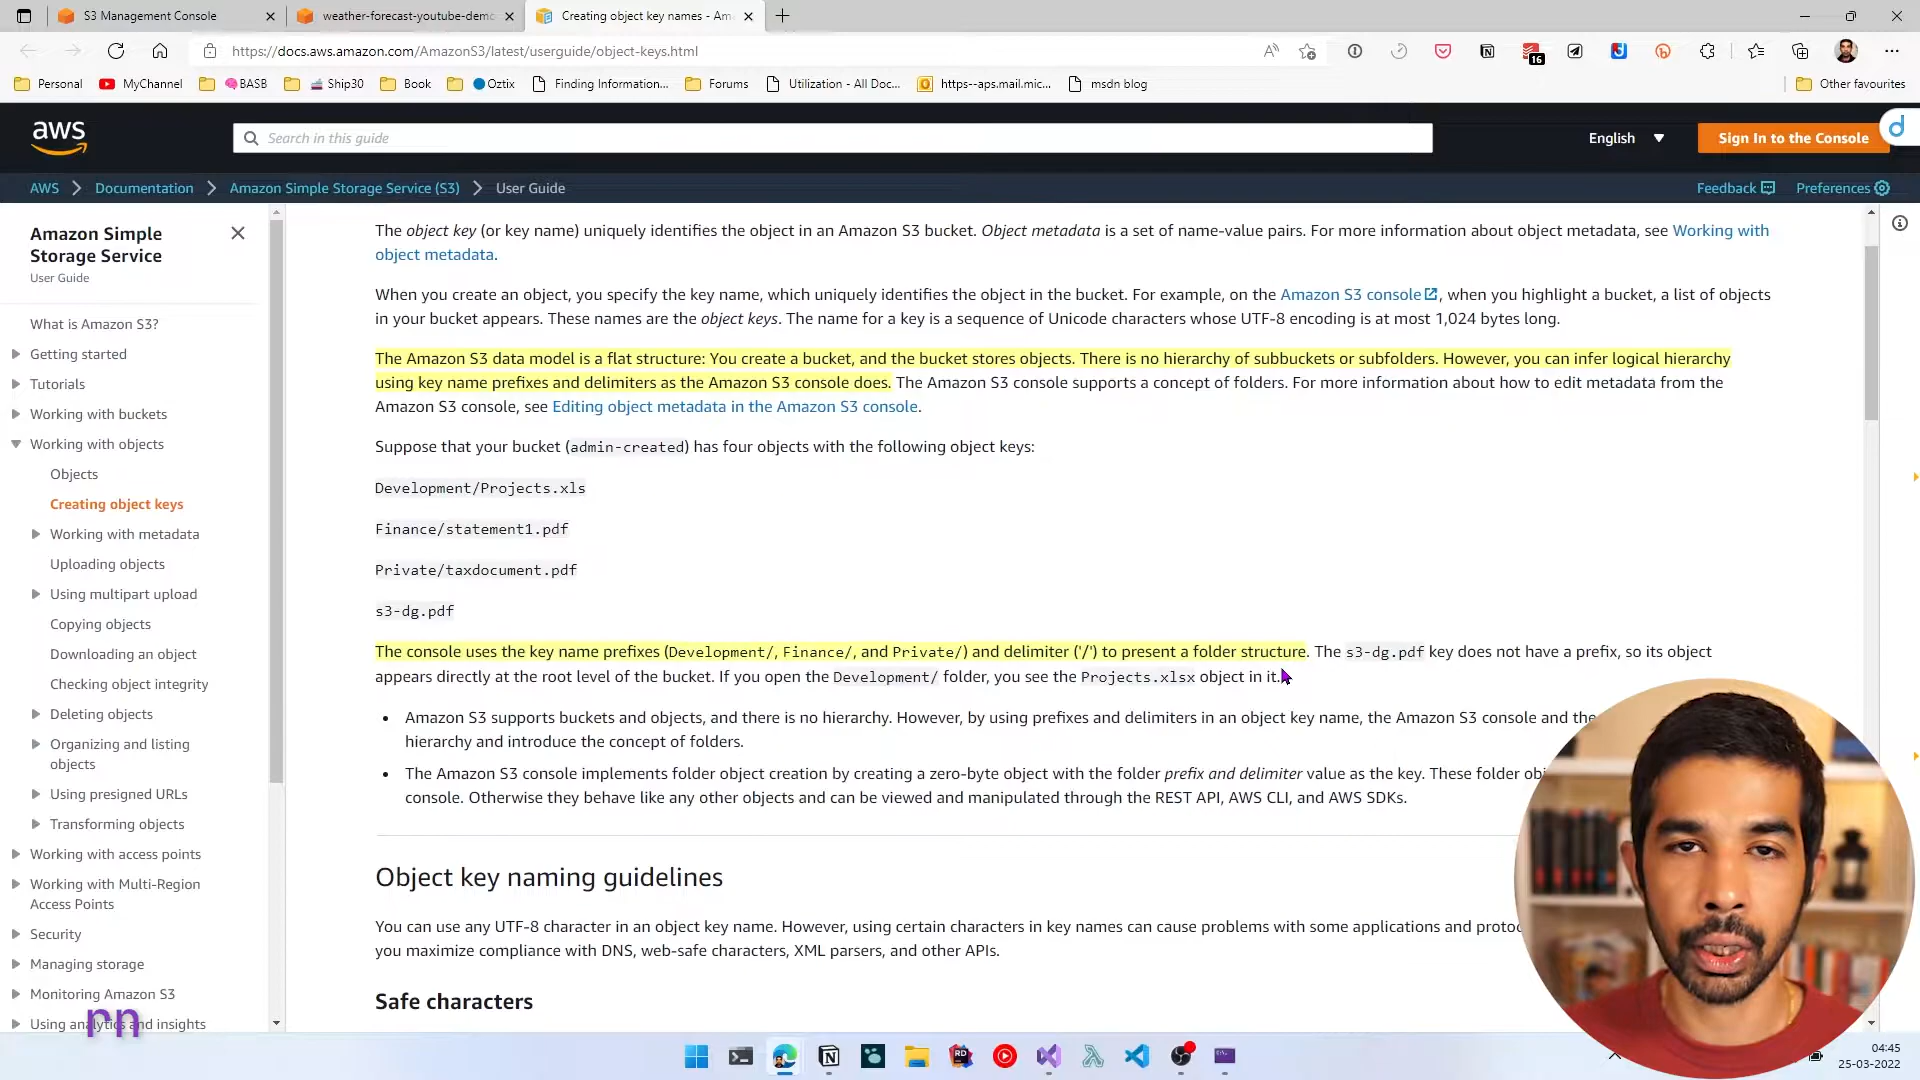 S3 Management Console
weather-forecast-youtube-demo
Creating object key names - Am
https://docs.aws.amazon.com/AmazonS3/latest/userguide/object-keys.html
16
Personal
MyChannel
BASB
Ship30
Book
Oztix
Finding Information...
Forums
Utilization - All Doc...
https--aps.mail.mic...
msdn blog
Other favourites
aws
Search in this guide
English
Sign In to the Console
d
AWS > Documentation > Amazon Simple Storage Service (S3) > User Guide
Feedback
Preferences
Amazon Simple
Storage Service
User Guide
What is Amazon S3?
Getting started
Tutorials
Working with buckets
Working with objects
Objects
Creating object keys
Working with metadata
Uploading objects
Using multipart upload
Copying objects
Downloading an object
Checking object integrity
Deleting objects
Organizing and listing
objects
Using presigned URLs
Transforming objects
Working with access points
Working with Multi-Region
Access Points
Security
Managing storage
Monitoring Amazon S3
Using analytics and insights
rn
The object key (or key name) uniquely identifies the object in an Amazon S3 bucket. Object metadata is a set of name-value pairs. For more information about object metadata, see Working with
object metadata.
When you create an object, you specify the key name, which uniquely identifies the object in the bucket. For example, on the Amazon S3 console, when you highlight a bucket, a list of objects
in your bucket appears. These names are the object keys. The name for a key is a sequence of Unicode characters whose UTF-8 encoding is at most 1,024 bytes long.
The Amazon S3 data model is a flat structure: You create a bucket, and the bucket stores objects. There is no hierarchy of subbuckets or subfolders. However, you can infer logical hierarchy
using key name prefixes and delimiters as the Amazon S3 console does. The Amazon S3 console supports a concept of folders. For more information about how to edit metadata from the
Amazon S3 console, see Editing object metadata in the Amazon S3 console.
Suppose that your bucket (admin-created) has four objects with the following object keys:
Development/Projects.xls
Finance/statement1.pdf
Private/taxdocument.pdf
s3-dg.pdf
The console uses the key name prefixes (Development/, Finance/, and Private/) and delimiter ('/') to present a folder structure. The s3-dg.pdf key does not have a prefix, so its object
appears directly at the root level of the bucket. If you open the Development/ folder, you see the Projects.xlsx object in it.
• Amazon S3 supports buckets and objects, and there is no hierarchy. However, by using prefixes and delimiters in an object key name, the Amazon S3 console and the
hierarchy and introduce the concept of folders.
• The Amazon S3 console implements folder object creation by creating a zero-byte object with the folder prefix and delimiter value as the key. These folder
console. Otherwise they behave like any other objects and can be viewed and manipulated through the REST API, AWS CLI, and AWS SDKs.
Object key naming guidelines
You can use any UTF-8 character in an object key name. However, using certain characters in key names can cause problems with some applications and
you maximize compliance with DNS, web-safe characters, XML parsers, and other APIs.
Safe characters
RD
04:45
25-03-2022